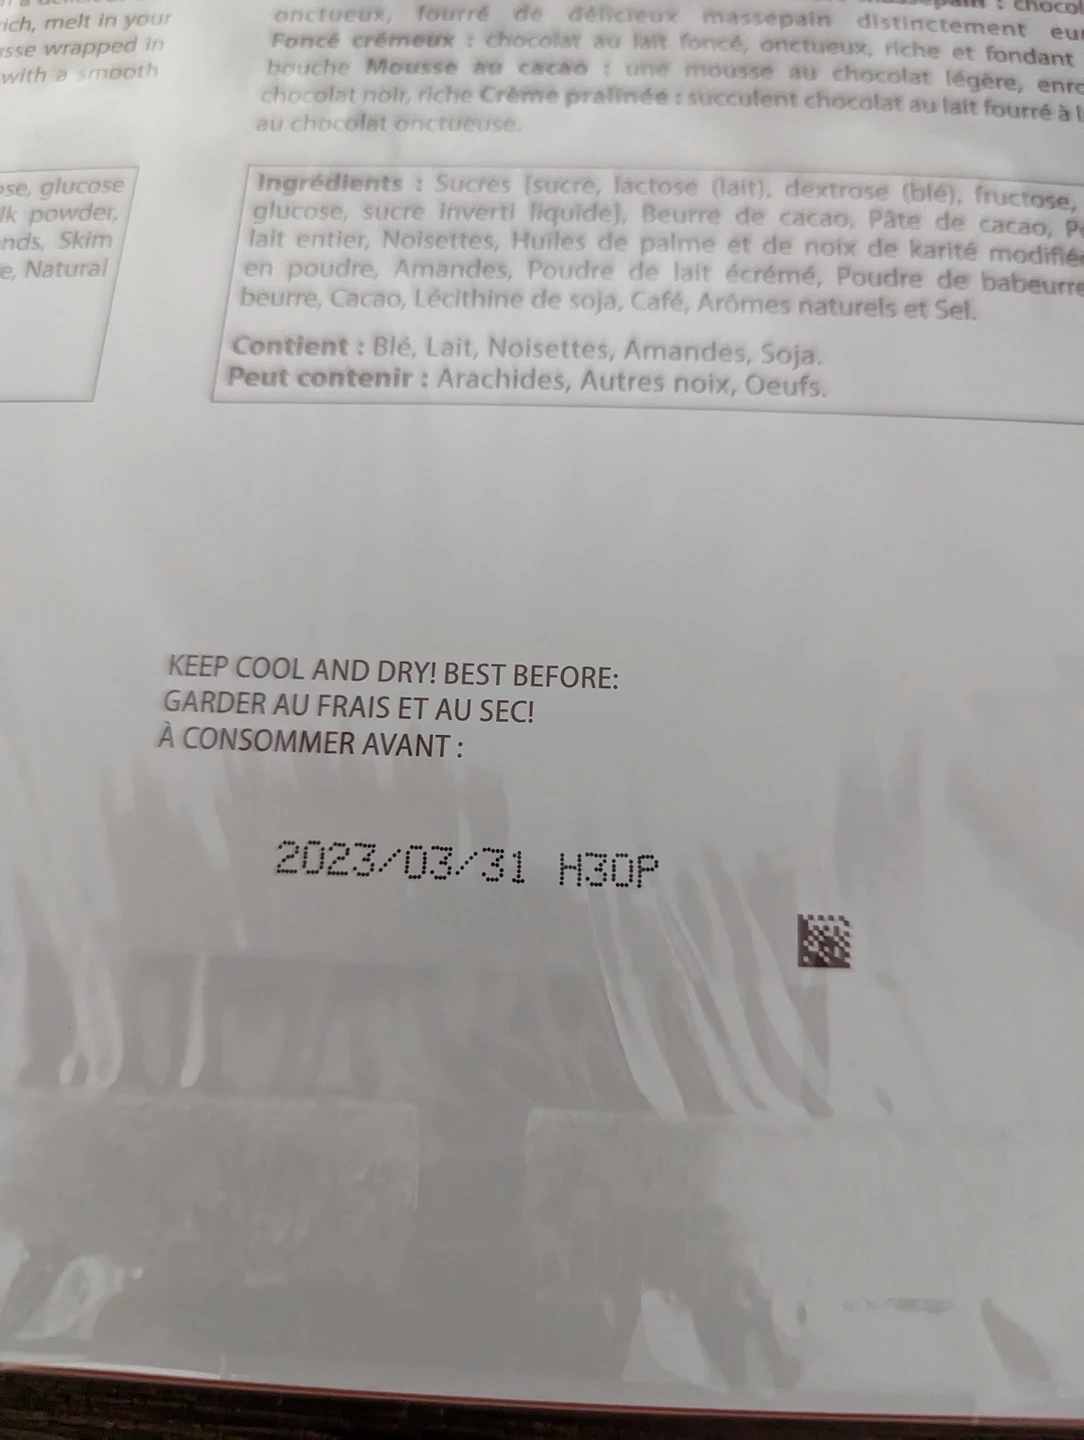 rich, melt in your
wrapped in
with a smooth
onctueux, fourré de délicieux massepain distinctement
Foncé crémeux : chocolat au lait foncé, onctueux, riche et fondant
bouche Mousse au cacao : une mousse au chocolat légère,
chocolat noir, riche Crème pralinée : succulent chocolat au lait fourré à
au chocolat onctueuse.
glucose
powder,
Skim
Natural
Ingrédients : Sucres [sucre, lactose (lait), dextrose (blé), fructose,
glucose, sucre inverti liquide], Beurre de cacao, Pâte de cacao,
lait entier, Noisettes, Huiles de palme et de noix de karité
en poudre, Amandes, Poudre de lait écrémé, Poudre de babeurre
beurre, Cacao, Lécithine de soja, Café, Arômes naturels et Sel.
Contient : Blé, Lait, Noisettes, Amandes, Soja.
Peut contenir : Arachides, Autres noix, Oeufs.
KEEP COOL AND DRY! BEST BEFORE:
GARDER AU FRAIS ET AU SEC!
À CONSOMMER AVANT :
2023/03/31 H30P